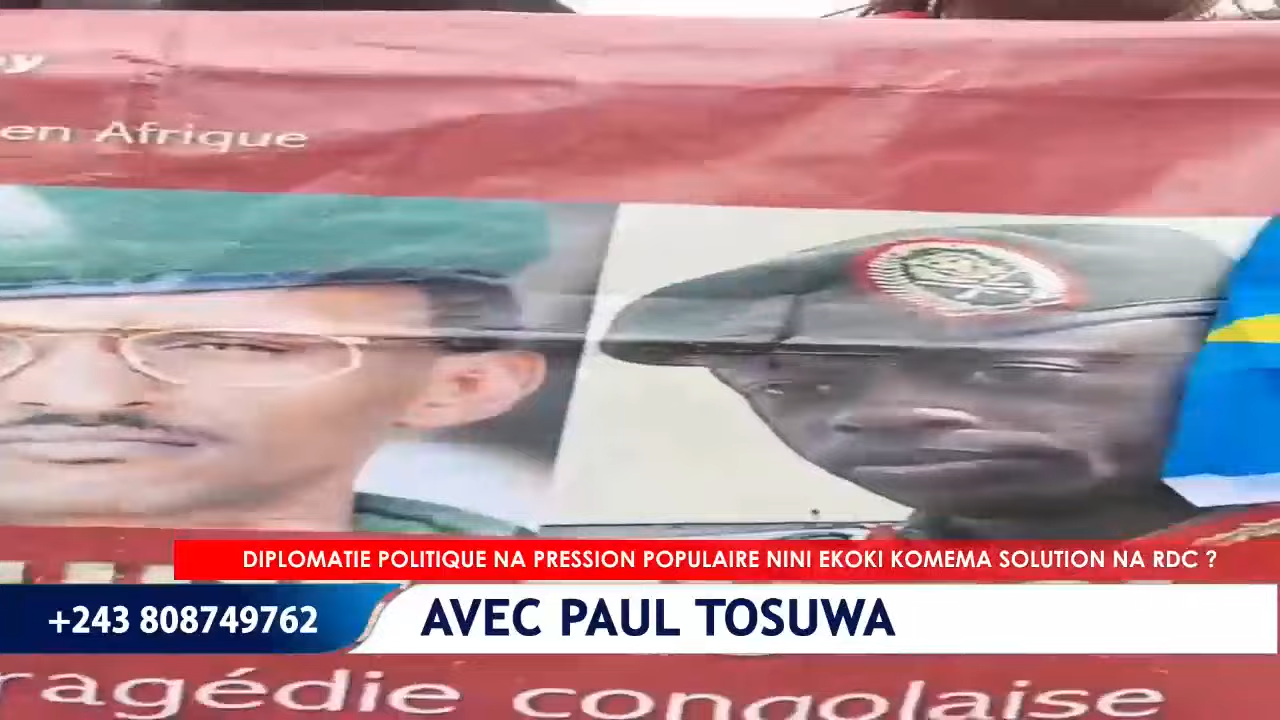 en Afrique
DIPLOMATIE POLITIQUE NA PRESSION POPULAIRE NINI EKOKI KOMEMA SOLUTION NA RDC ?
+243 808749762
AVEC PAUL TOSUWA
ragédie congolaise